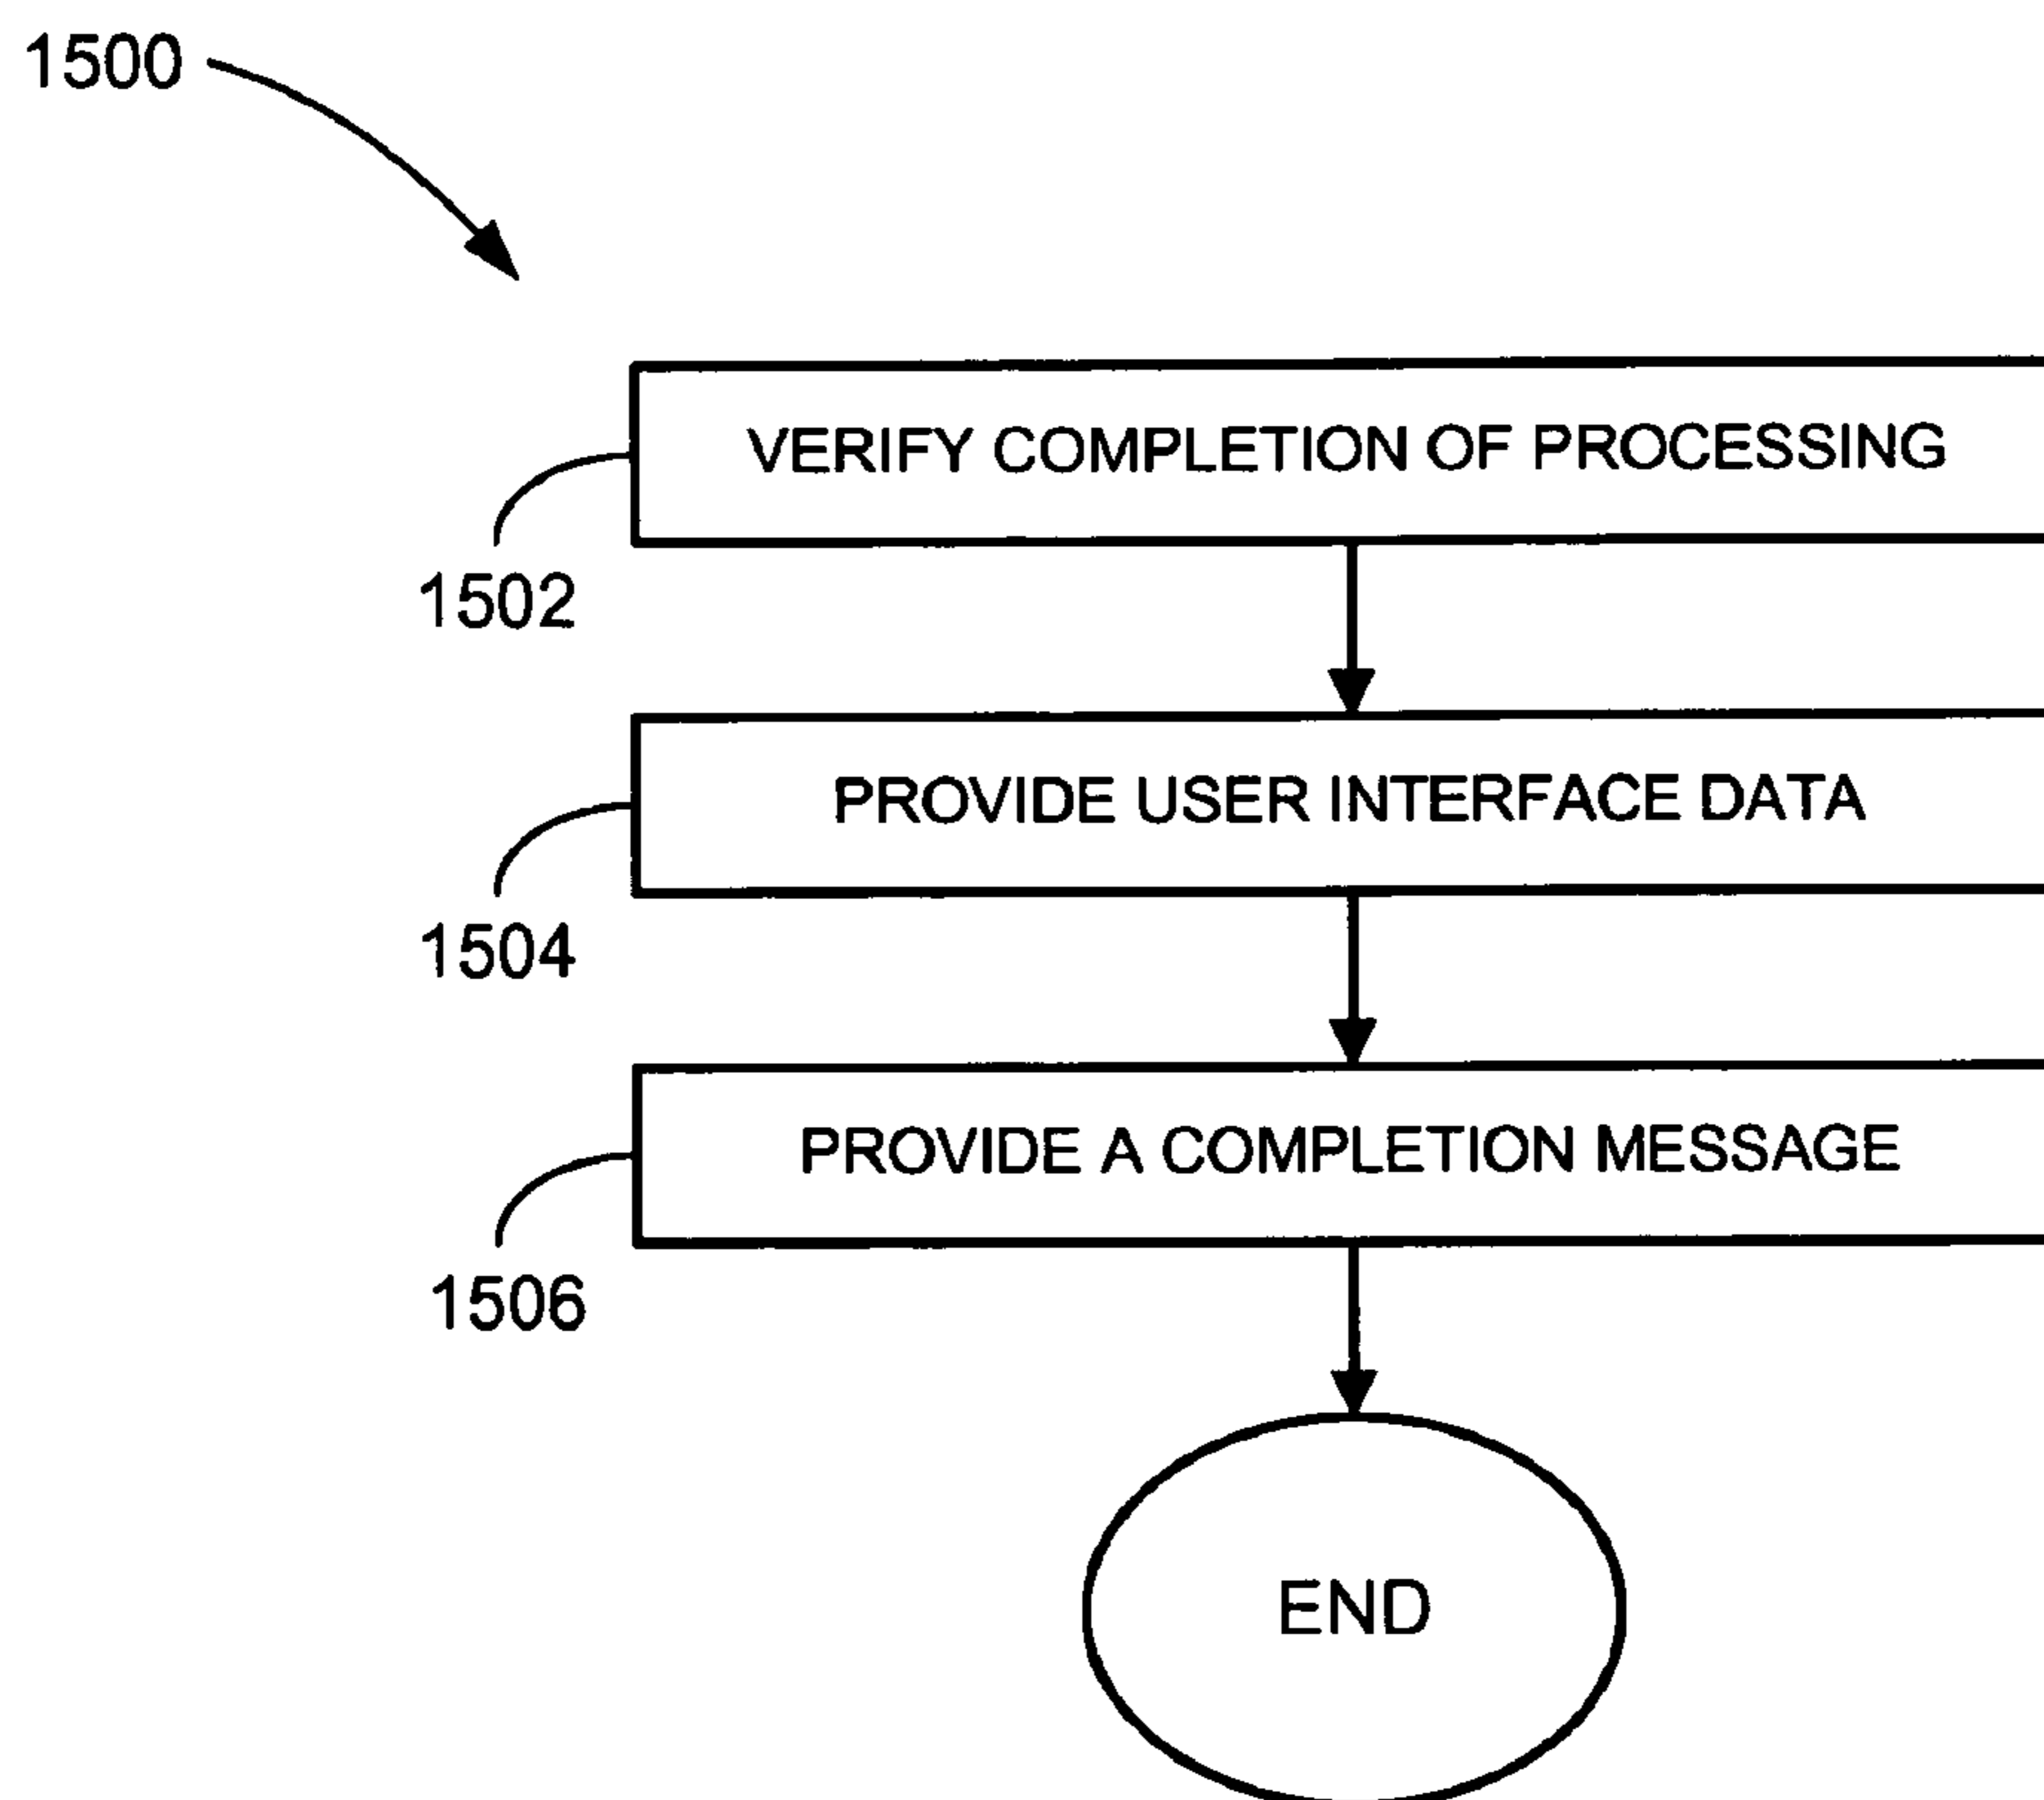 1500
VERIFY COMPLETION OF PROCESSING
1502
PROVIDE USER INTERFACE DATA
1504
PROVIDE A COMPLETION MESSAGE
1506
END